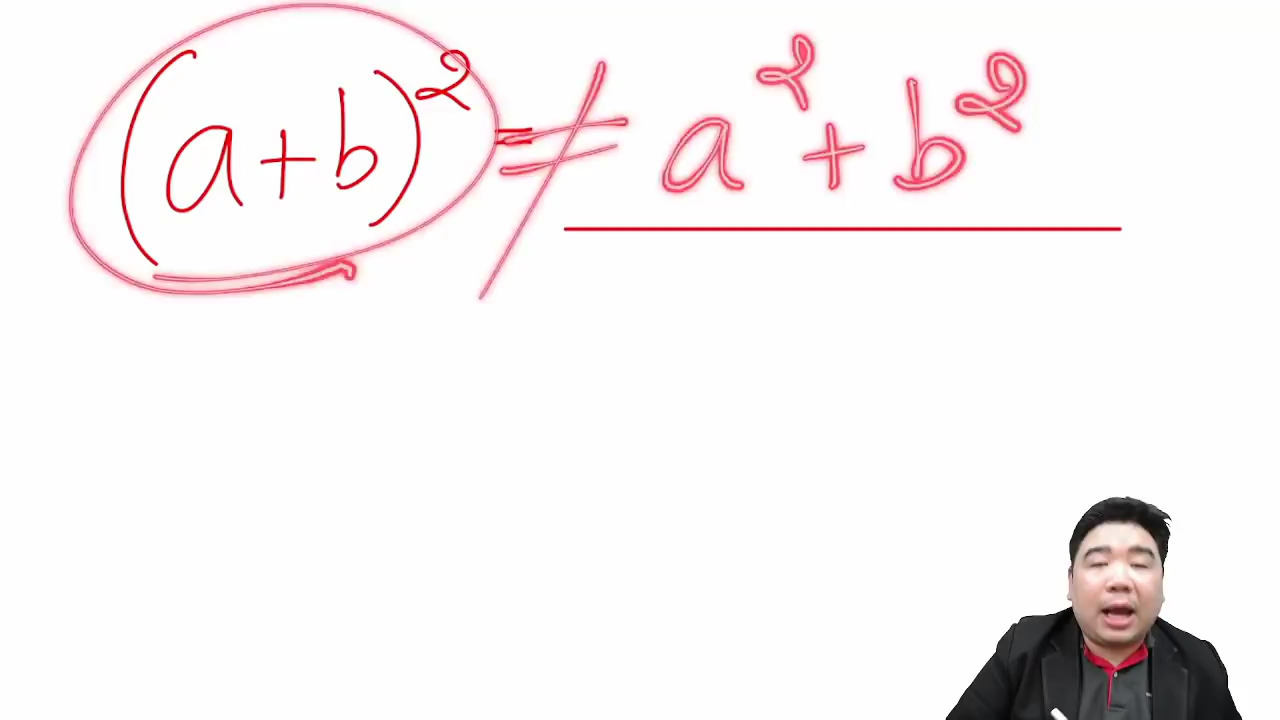 (a+b)² = ≠ a² + b²